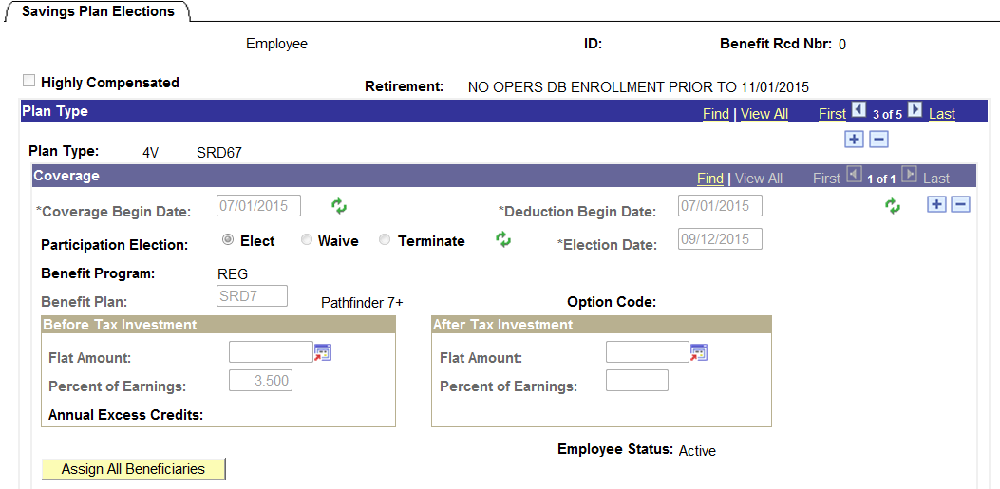 Savings Plan Elections
Employee ID: Benefit Rcd Nbr: 0
Highly Compensated
Retirement: NO OPERS DB ENROLLMENT PRIOR TO 11/01/2015
Plan Type Find | View All First 3 of 5 Last
Plan Type: 4V SRD67
Coverage Find | View All First 1 of 1 Last
*Coverage Begin Date: 07/01/2015 *Deduction Begin Date: 07/01/2015
Participation Election: Elect Waive Terminate *Election Date: 09/12/2015
Benefit Program: REG
Benefit Plan: SRD7 Pathfinder 7+ Option Code:
Before Tax Investment After Tax Investment
Flat Amount: Flat Amount:
Percent of Earnings: 3.500 Percent of Earnings:
Annual Excess Credits:
Employee Status: Active
Assign All Beneficiaries